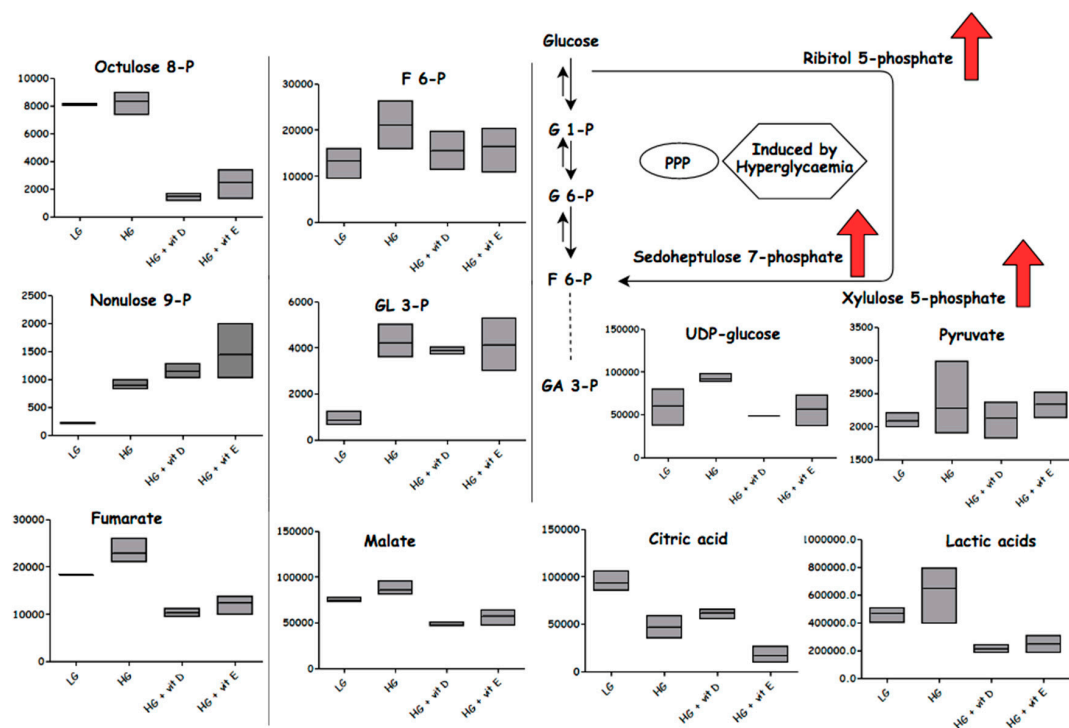 Octulose 8-P
10000
8000
6000
4000
2000
0
LG
HG
HG + vit D
HG + vit E
F 6-P
30000
20000
10000
0
LG
HG
HG + vit D
HG + vit E
Glucose
G 1-P
G 6-P
F 6-P
GA 3-P
Ribitol 5-phosphate
PPP
Induced by
Hyperglycaemia
Sedoheptulose 7-phosphate
Xylulose 5-phosphate
Nonulose 9-P
2500
2000
1500
1000
500
0
LG
HG
HG + vit D
HG + vit E
GL 3-P
6000
4000
2000
0
LG
HG
HG + vit D
HG + vit E
UDP-glucose
150000
100000
50000
0
LG
HG
HG + vit D
HG + vit E
Pyruvate
3500
3000
2500
2000
1500
LG
HG
HG + vit D
HG + vit E
Fumarate
30000
20000
10000
0
LG
HG
HG + vit D
HG + vit E
Malate
150000
100000
50000
0
LG
HG
HG + vit D
HG + vit E
Citric acid
150000
100000
50000
0
LG
HG
HG + vit D
HG + vit E
Lactic acids
1000000.0
800000.0
600000.0
400000.0
200000.0
0.0
LG
HG
HG + vit D
HG + vit E